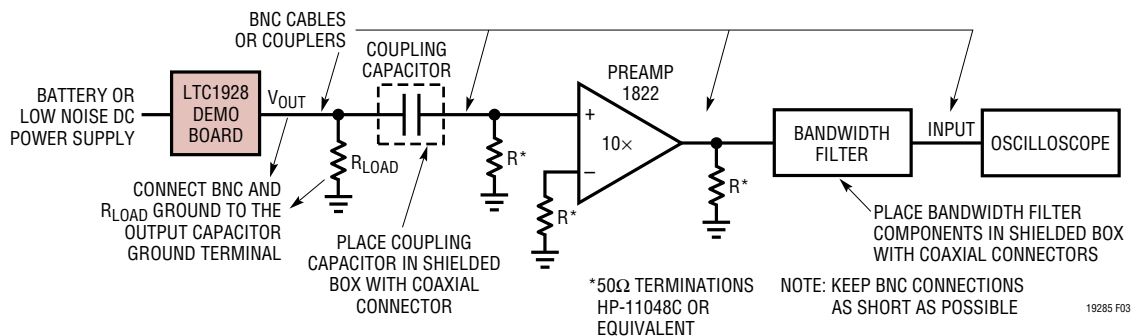 BNC CABLES
OR COUPLERS
COUPLING
CAPACITOR
BATTERY OR
LOW NOISE DC
POWER SUPPLY
LTC1928
DEMO
BOARD
VOUT
RLOAD
CONNECT BNC AND
RLOAD GROUND TO THE
OUTPUT CAPACITOR
GROUND TERMINAL
PLACE COUPLING
CAPACITOR IN SHIELDED
BOX WITH COAXIAL
CONNECTOR
R*
PREAMP
1822
+
10×
–
R*
R*
*50Ω TERMINATIONS
HP-11048C OR
EQUIVALENT
BANDWIDTH
FILTER
INPUT
OSCILLOSCOPE
PLACE BANDWIDTH FILTER
COMPONENTS IN SHIELDED BOX
WITH COAXIAL CONNECTORS
NOTE: KEEP BNC CONNECTIONS
AS SHORT AS POSSIBLE
19285 F03